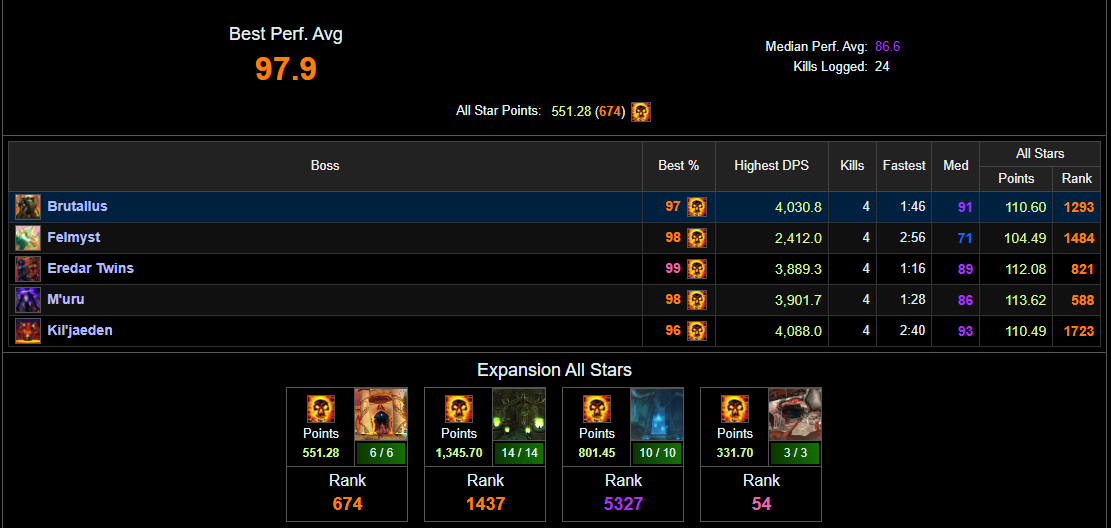 Best Perf. Avg
97.9
Median Perf. Avg: 86.6
Kills Logged: 24
All Star Points: 551.28 (674)
Boss Best % Highest DPS Kills Fastest Med All Stars
Points Rank
Brutallus 97 4,030.8 4 1:46 91 110.60 1293
Felmyst 98 2,412.0 4 2:56 71 104.49 1484
Eredar Twins 99 3,889.3 4 1:16 89 112.08 821
M'uru 98 3,901.7 4 1:28 86 113.62 588
Kil'jaeden 96 4,088.0 4 2:40 93 110.49 1723
Expansion All Stars
Points Points Points Points
551.28 6 / 6 1,345.70 14 / 14 801.45 10 / 10 331.70 3 / 3
Rank Rank Rank Rank
674 1437 5327 54